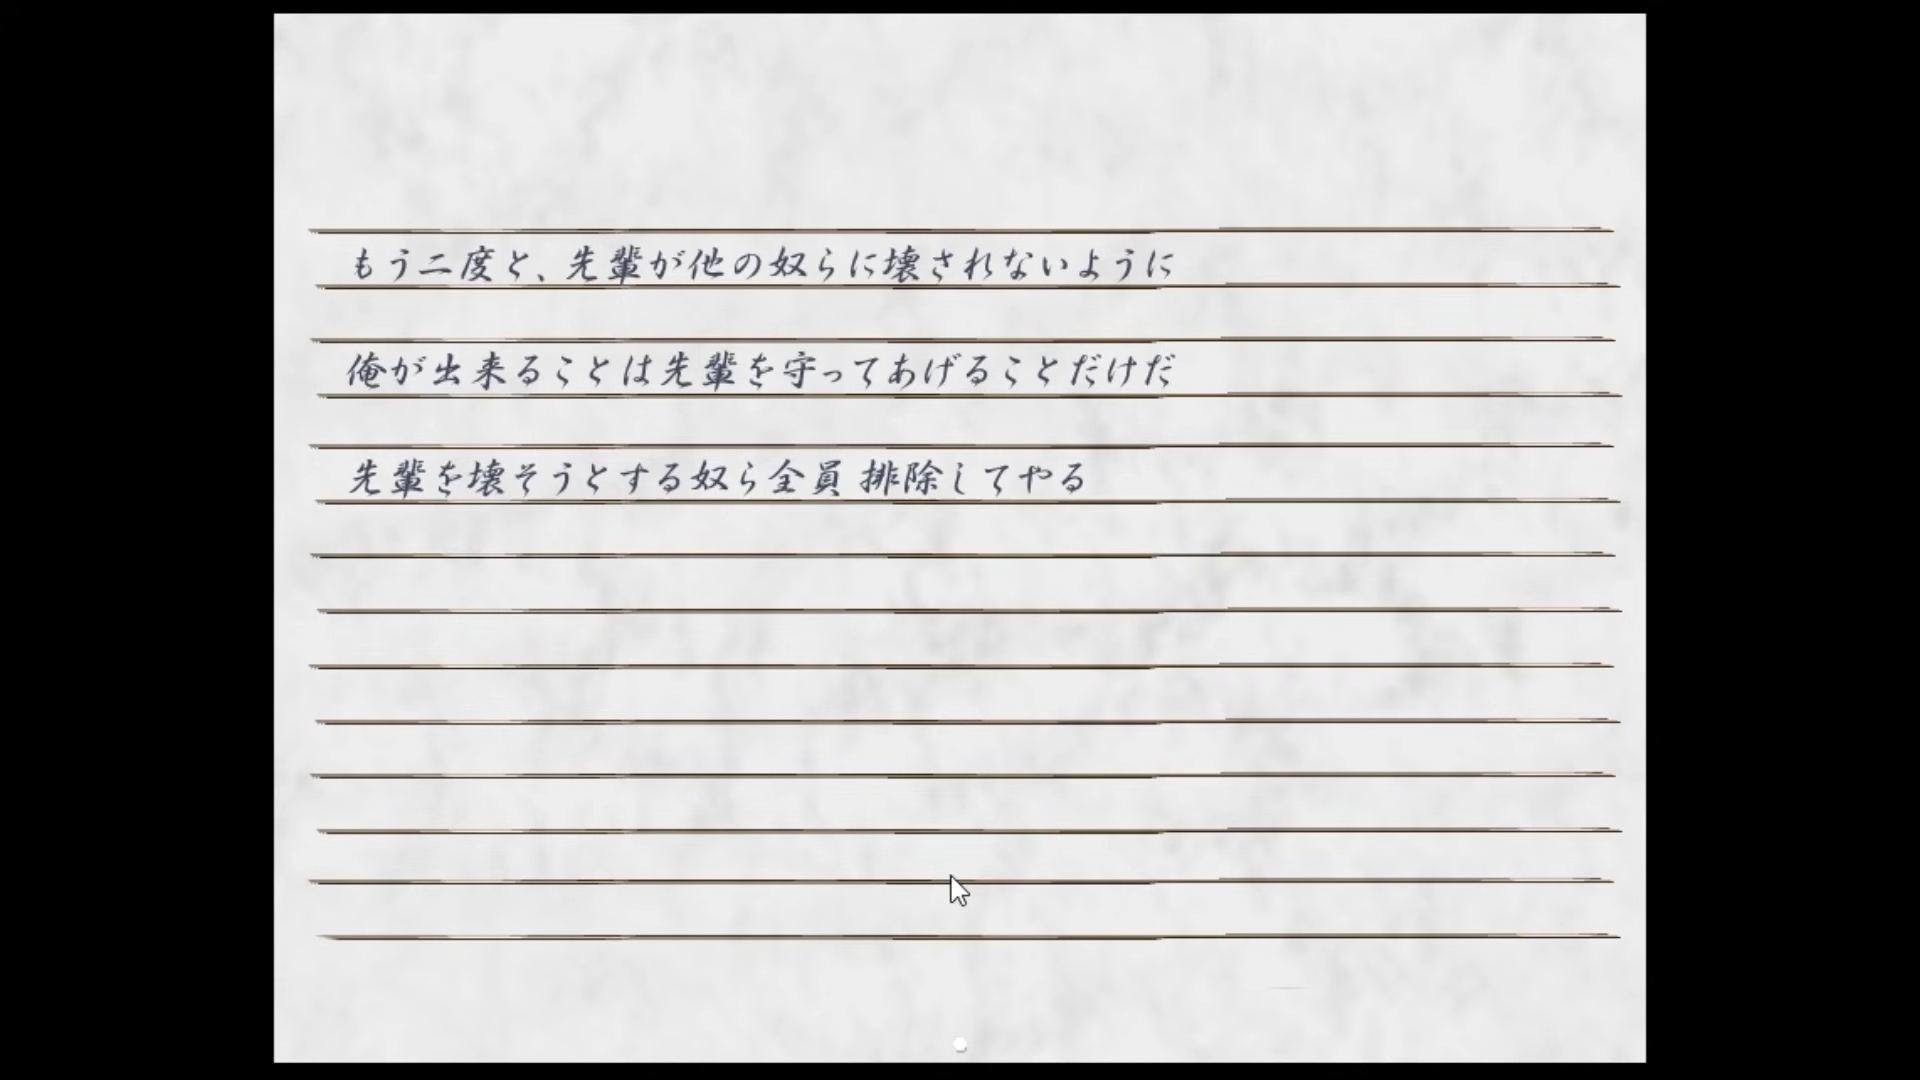 もう二度と、先輩が他の奴らに壊されないように
俺が出来ることは先輩を守ってあげることだけだ
先輩を壊そうとする奴ら全員 排除してやる